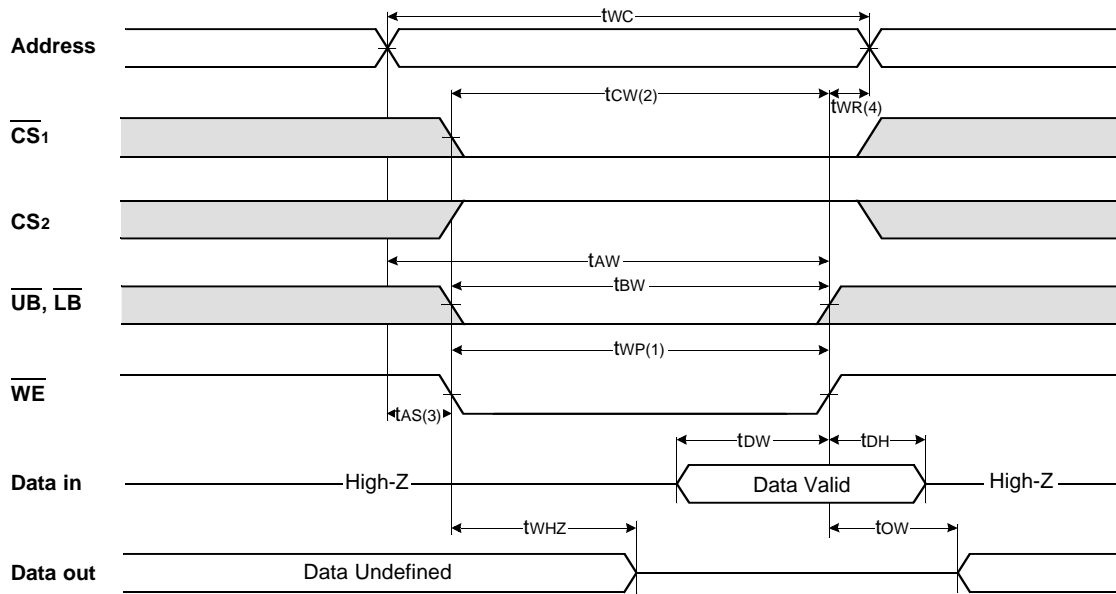 tWC
Address
tCW(2)
tWR(4)
CS1
CS2
tAW
tBW
UB, LB
tWP(1)
WE
tAS(3)
tDW
tDH
Data in
High-Z
Data Valid
High-Z
tWHZ
tOW
Data out
Data Undefined